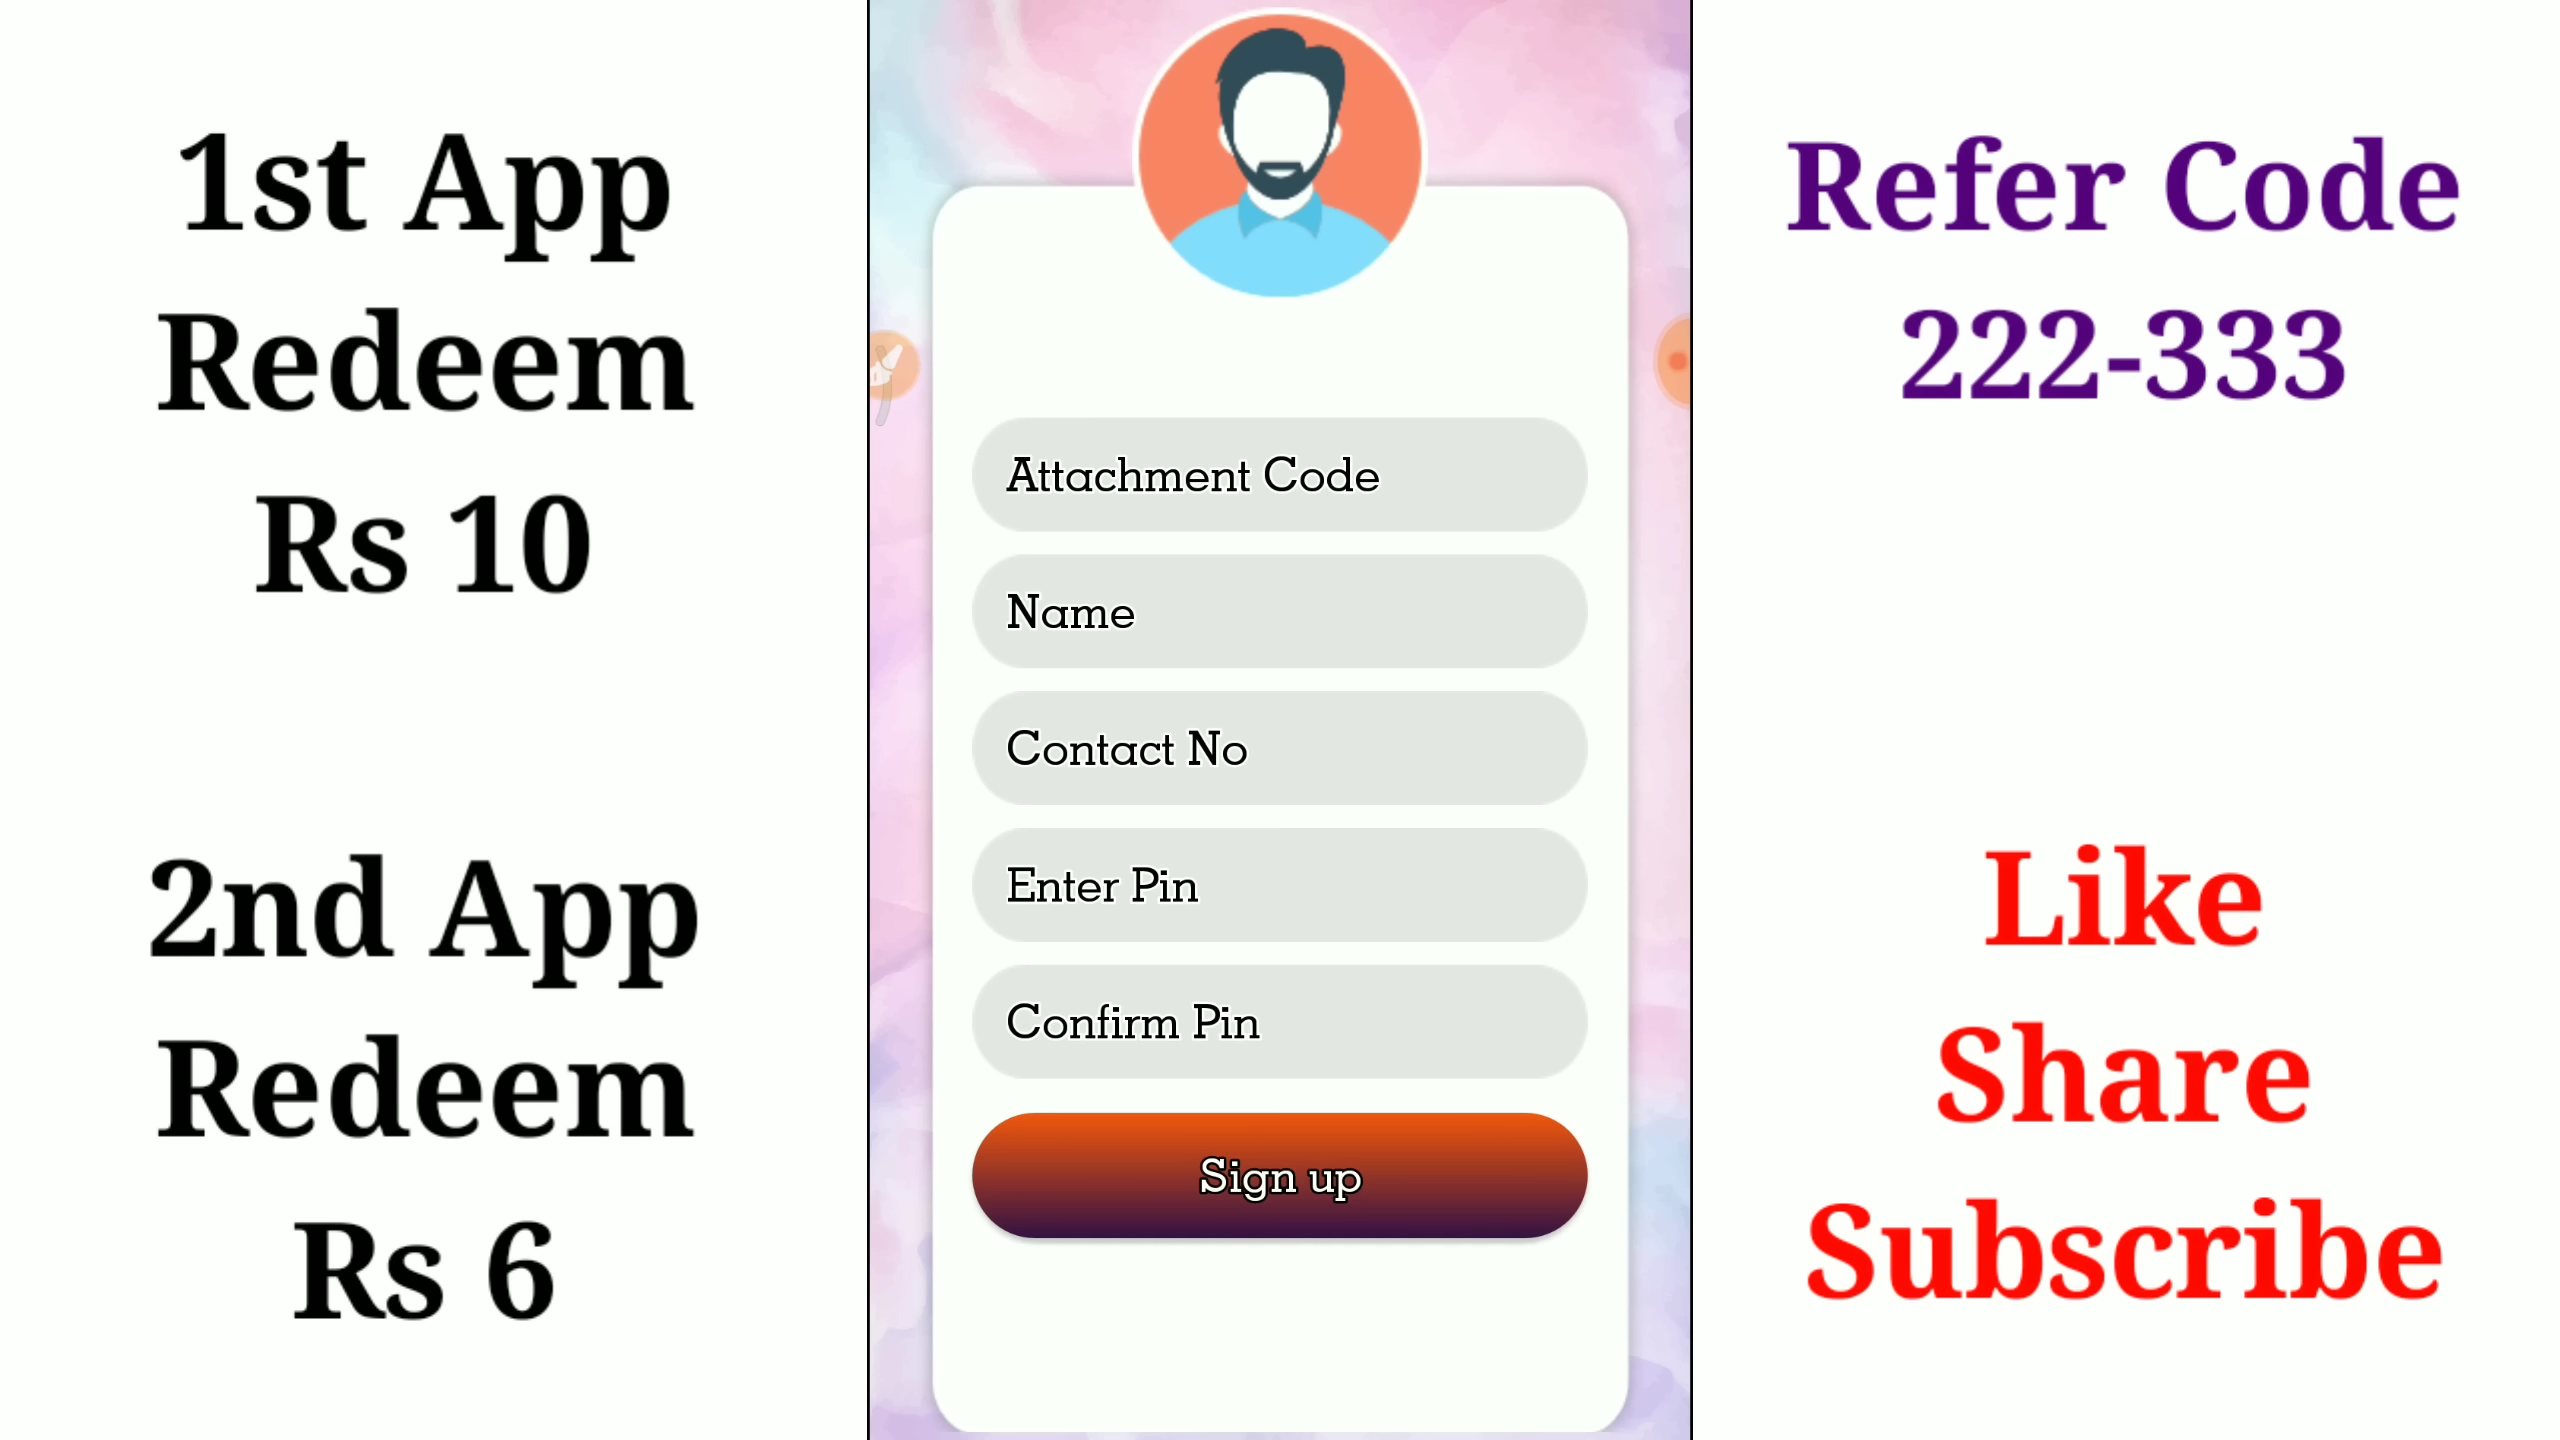 1st App
Redeem
Rs 10
2nd App
Redeem
Rs 6
Attachment Code
Name
Contact No
Enter Pin
Confirm Pin
Sign up
Refer Code
222-333
Like
Share
Subscribe